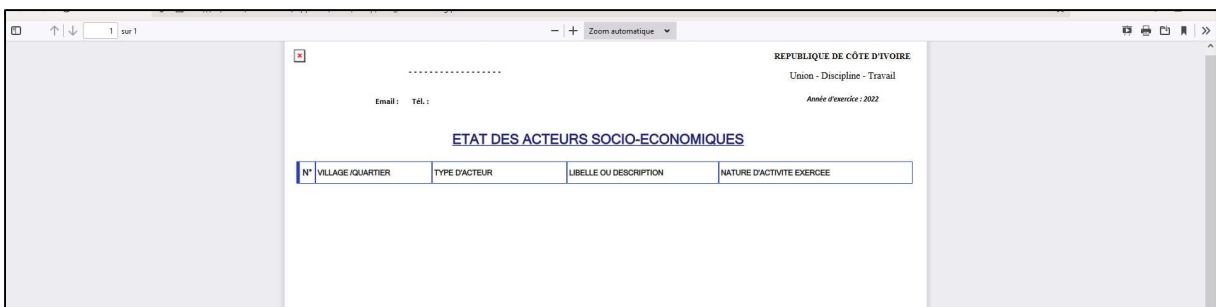 1 sur 1 Zoom automatique
REPUBLIQUE DE CÔTE D'IVOIRE
- - - - - - - - - - - - - - - - -
Union - Discipline - Travail
Email : Tél. :
Année d'exercice : 2022
ETAT DES ACTEURS SOCIO-ECONOMIQUES
N° VILLAGE /QUARTIER TYPE D'ACTEUR LIBELLE OU DESCRIPTION NATURE D'ACTIVITE EXERCEE